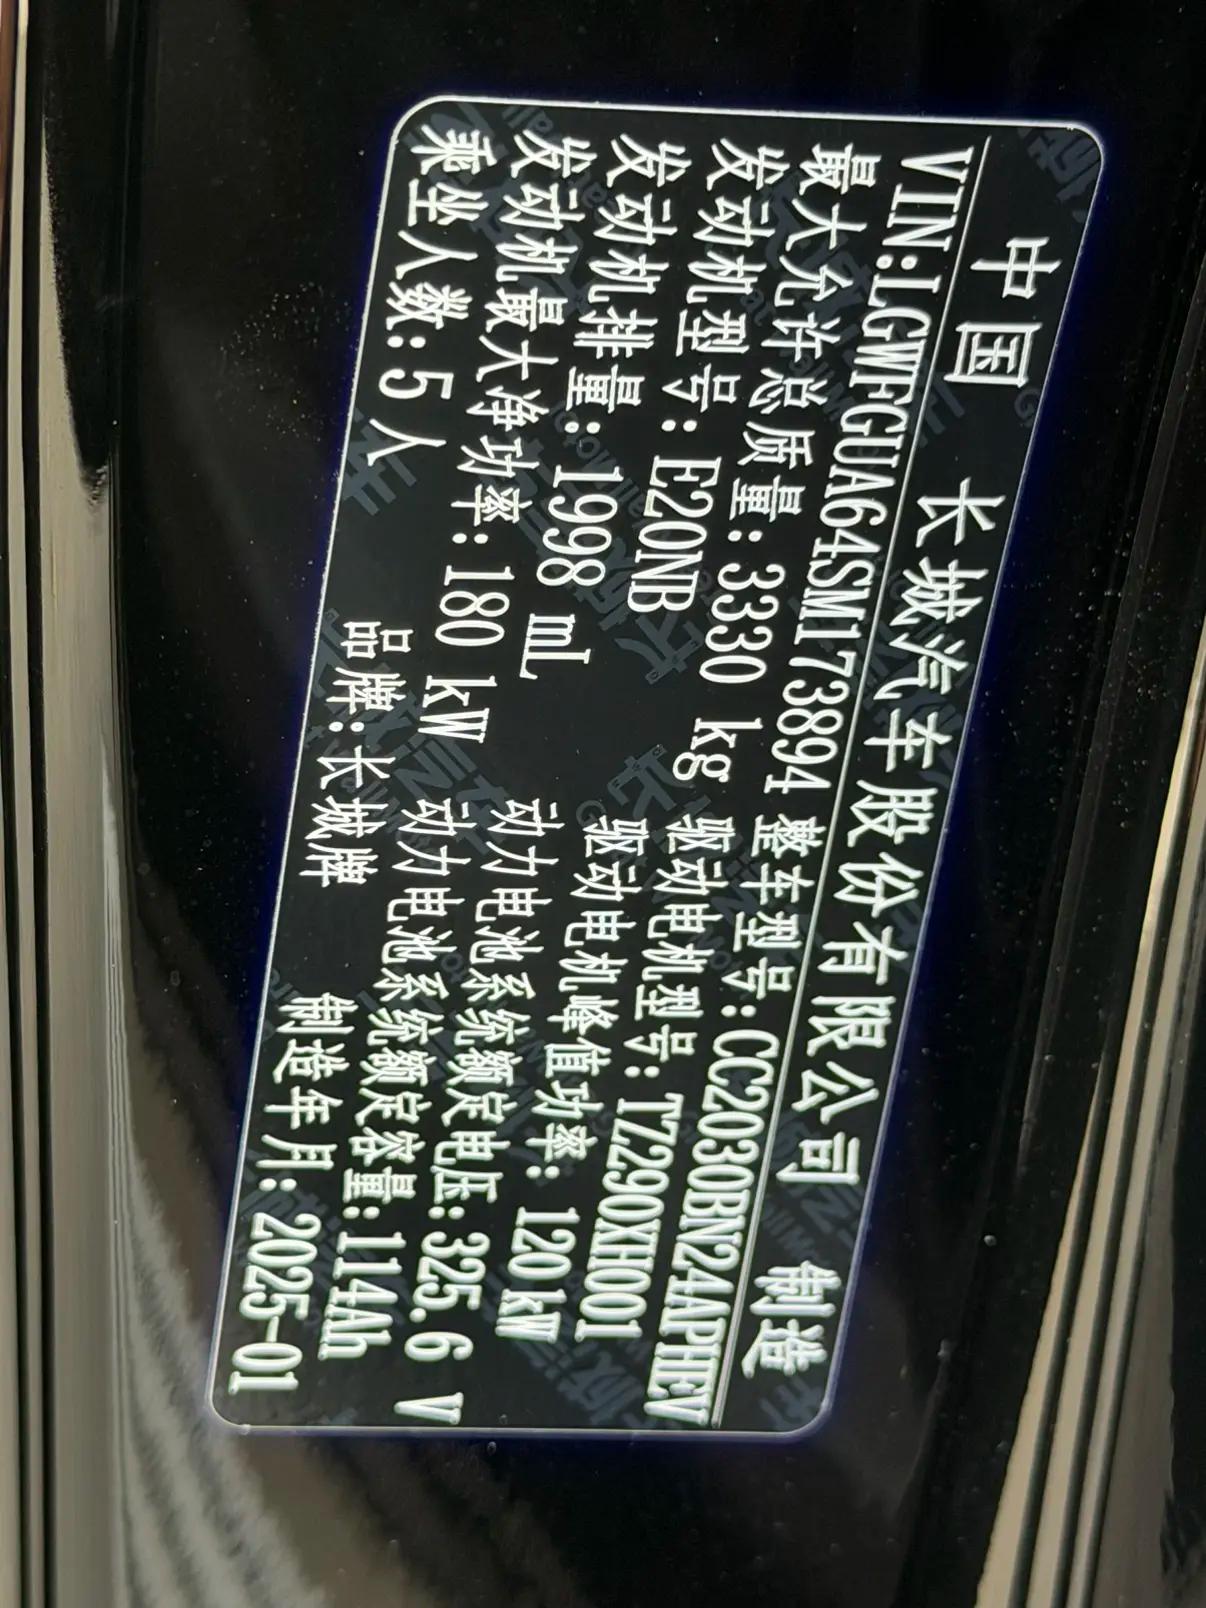 中国 长城汽车股份有限公司 制造
VIN:LGWFGUA64SM173894 整车型号:CC2030BN24APHEV
最大允许总质量:3330 kg 驱动电机型号:TZ290XH001
发动机型号:E20NB 驱动电机峰值功率:120 kW
发动机排量:1998 mL 动力电池系统额定电压:325.6 V
发动机最大净功率:180 kW 动力电池系统额定容量:114Ah
乘坐人数:5 人 品牌:长城牌 制造年月:2025-01